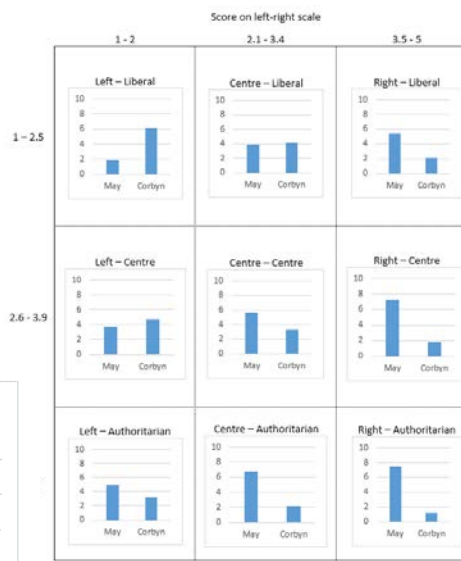 Score on left-right scale
1 - 2 2.1 - 3.4 3.5 - 5
1 – 2.5
Left – Liberal
10
8
6
4
2
0
May Corbyn
Centre – Liberal
10
8
6
4
2
0
May Corbyn
Right – Liberal
10
8
6
4
2
0
May Corbyn
2.6 - 3.9
Left – Centre
10
8
6
4
2
0
May Corbyn
Centre – Centre
10
8
6
4
2
0
May Corbyn
Right – Centre
10
8
6
4
2
0
May Corbyn
Left – Authoritarian
10
8
6
4
2
0
May Corbyn
Centre – Authoritarian
10
8
6
4
2
0
May Corbyn
Right – Authoritarian
10
8
6
4
2
0
May Corbyn